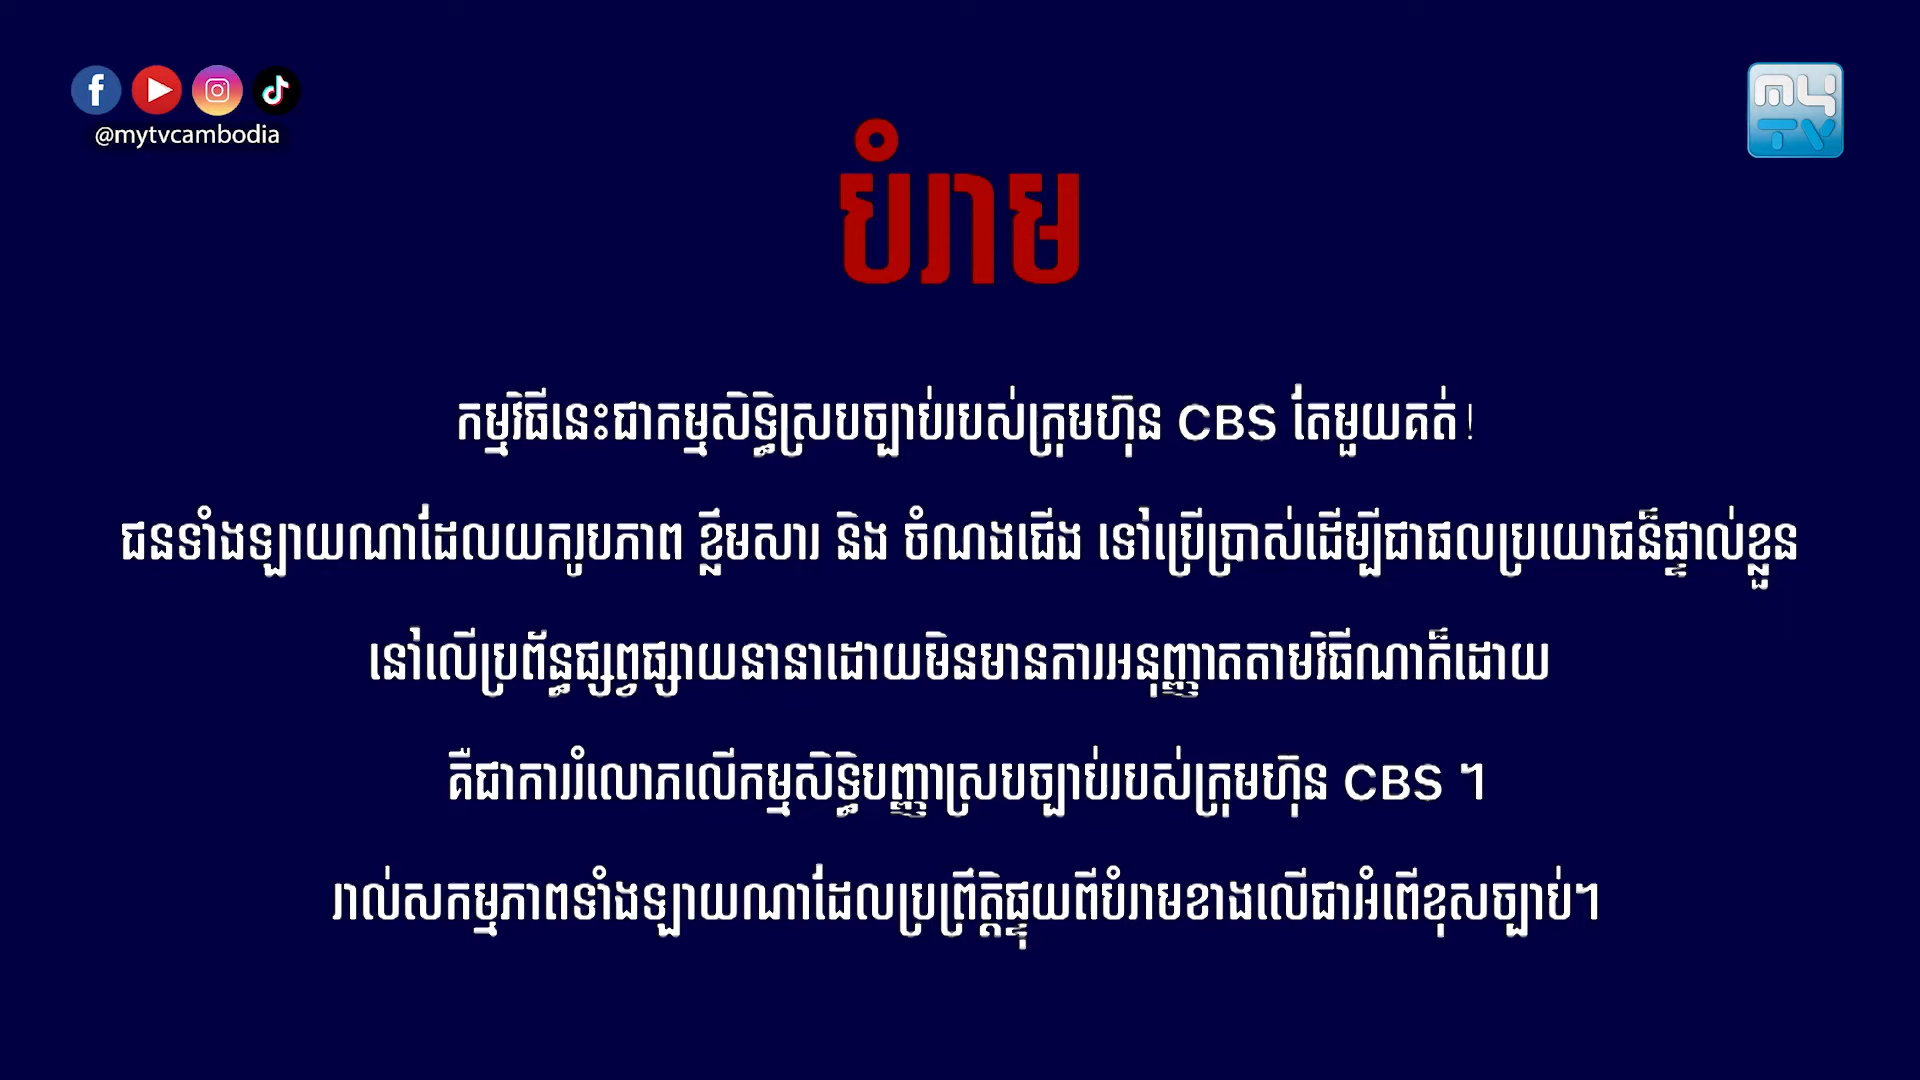 @mytvcambodia
MY
TV
បំរាម
កម្មវិធីនេះជាកម្មសិទ្ធិស្របច្បាប់របស់ក្រុមហ៊ុន CBS តែមួយគត់!
ជនទាំងឡាយណាដែលយករូបភាព ខ្លឹមសារ និង ចំណងជើង ទៅប្រើប្រាស់ដើម្បីជាផលប្រយោជន៏ផ្ទាល់ខ្លួន
នៅលើប្រព័ន្ធផ្សព្វផ្សាយនានាដោយមិនមានការអនុញ្ញាតតាមវិធីណាក៏ដោយ
គឺជាការរំលោភលើកម្មសិទ្ធិបញ្ញាស្របច្បាប់របស់ក្រុមហ៊ុន CBS ។
រាល់សកម្មភាពទាំងឡាយណាដែលប្រព្រឹត្តិផ្ទុយពីបំរាមខាងលើជាអំពើខុសច្បាប់។